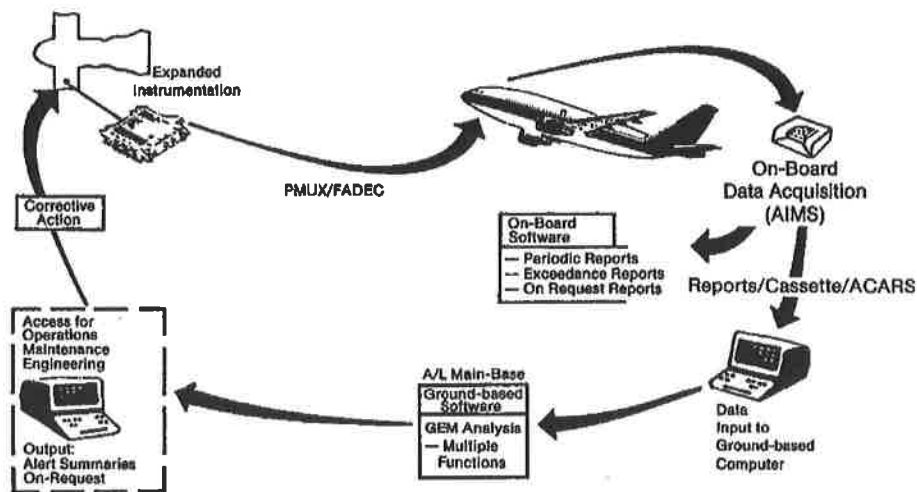 Expanded
Instrumentation
PMUX/FADEC
On-Board
Data Acquisition
(AIMS)
On-Board
Software
— Periodic Reports
— Exceedance Reports
— On Request Reports
Reports/Cassette/ACARS
Data
Input to
Ground-based
Computer
A/L Main-Base
Ground-based
Software
GEM Analysis
— Multiple
Functions
Access for
Operations
Maintenance
Engineering
Output:
Alert Summaries
On-Request
Corrective
Action